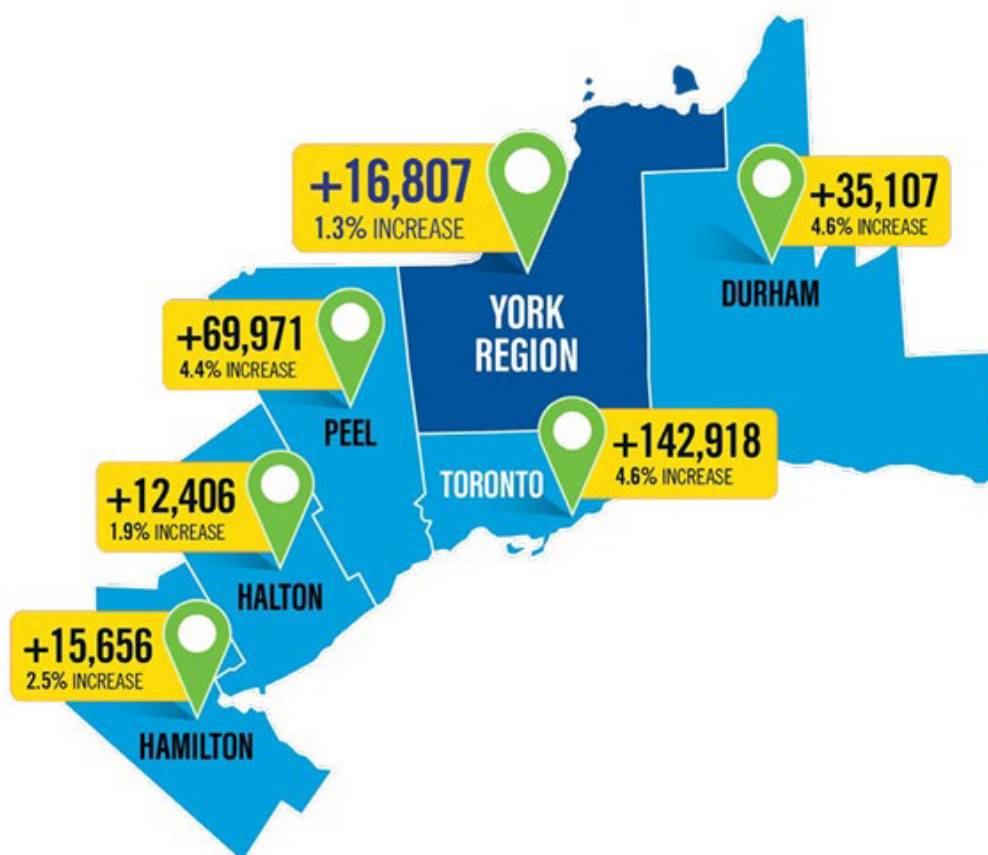 +16,807
1.3% INCREASE
YORK
REGION
+35,107
4.6% INCREASE
DURHAM
+69,971
4.4% INCREASE
PEEL
+142,918
4.6% INCREASE
TORONTO
+12,406
1.9% INCREASE
HALTON
+15,656
2.5% INCREASE
HAMILTON